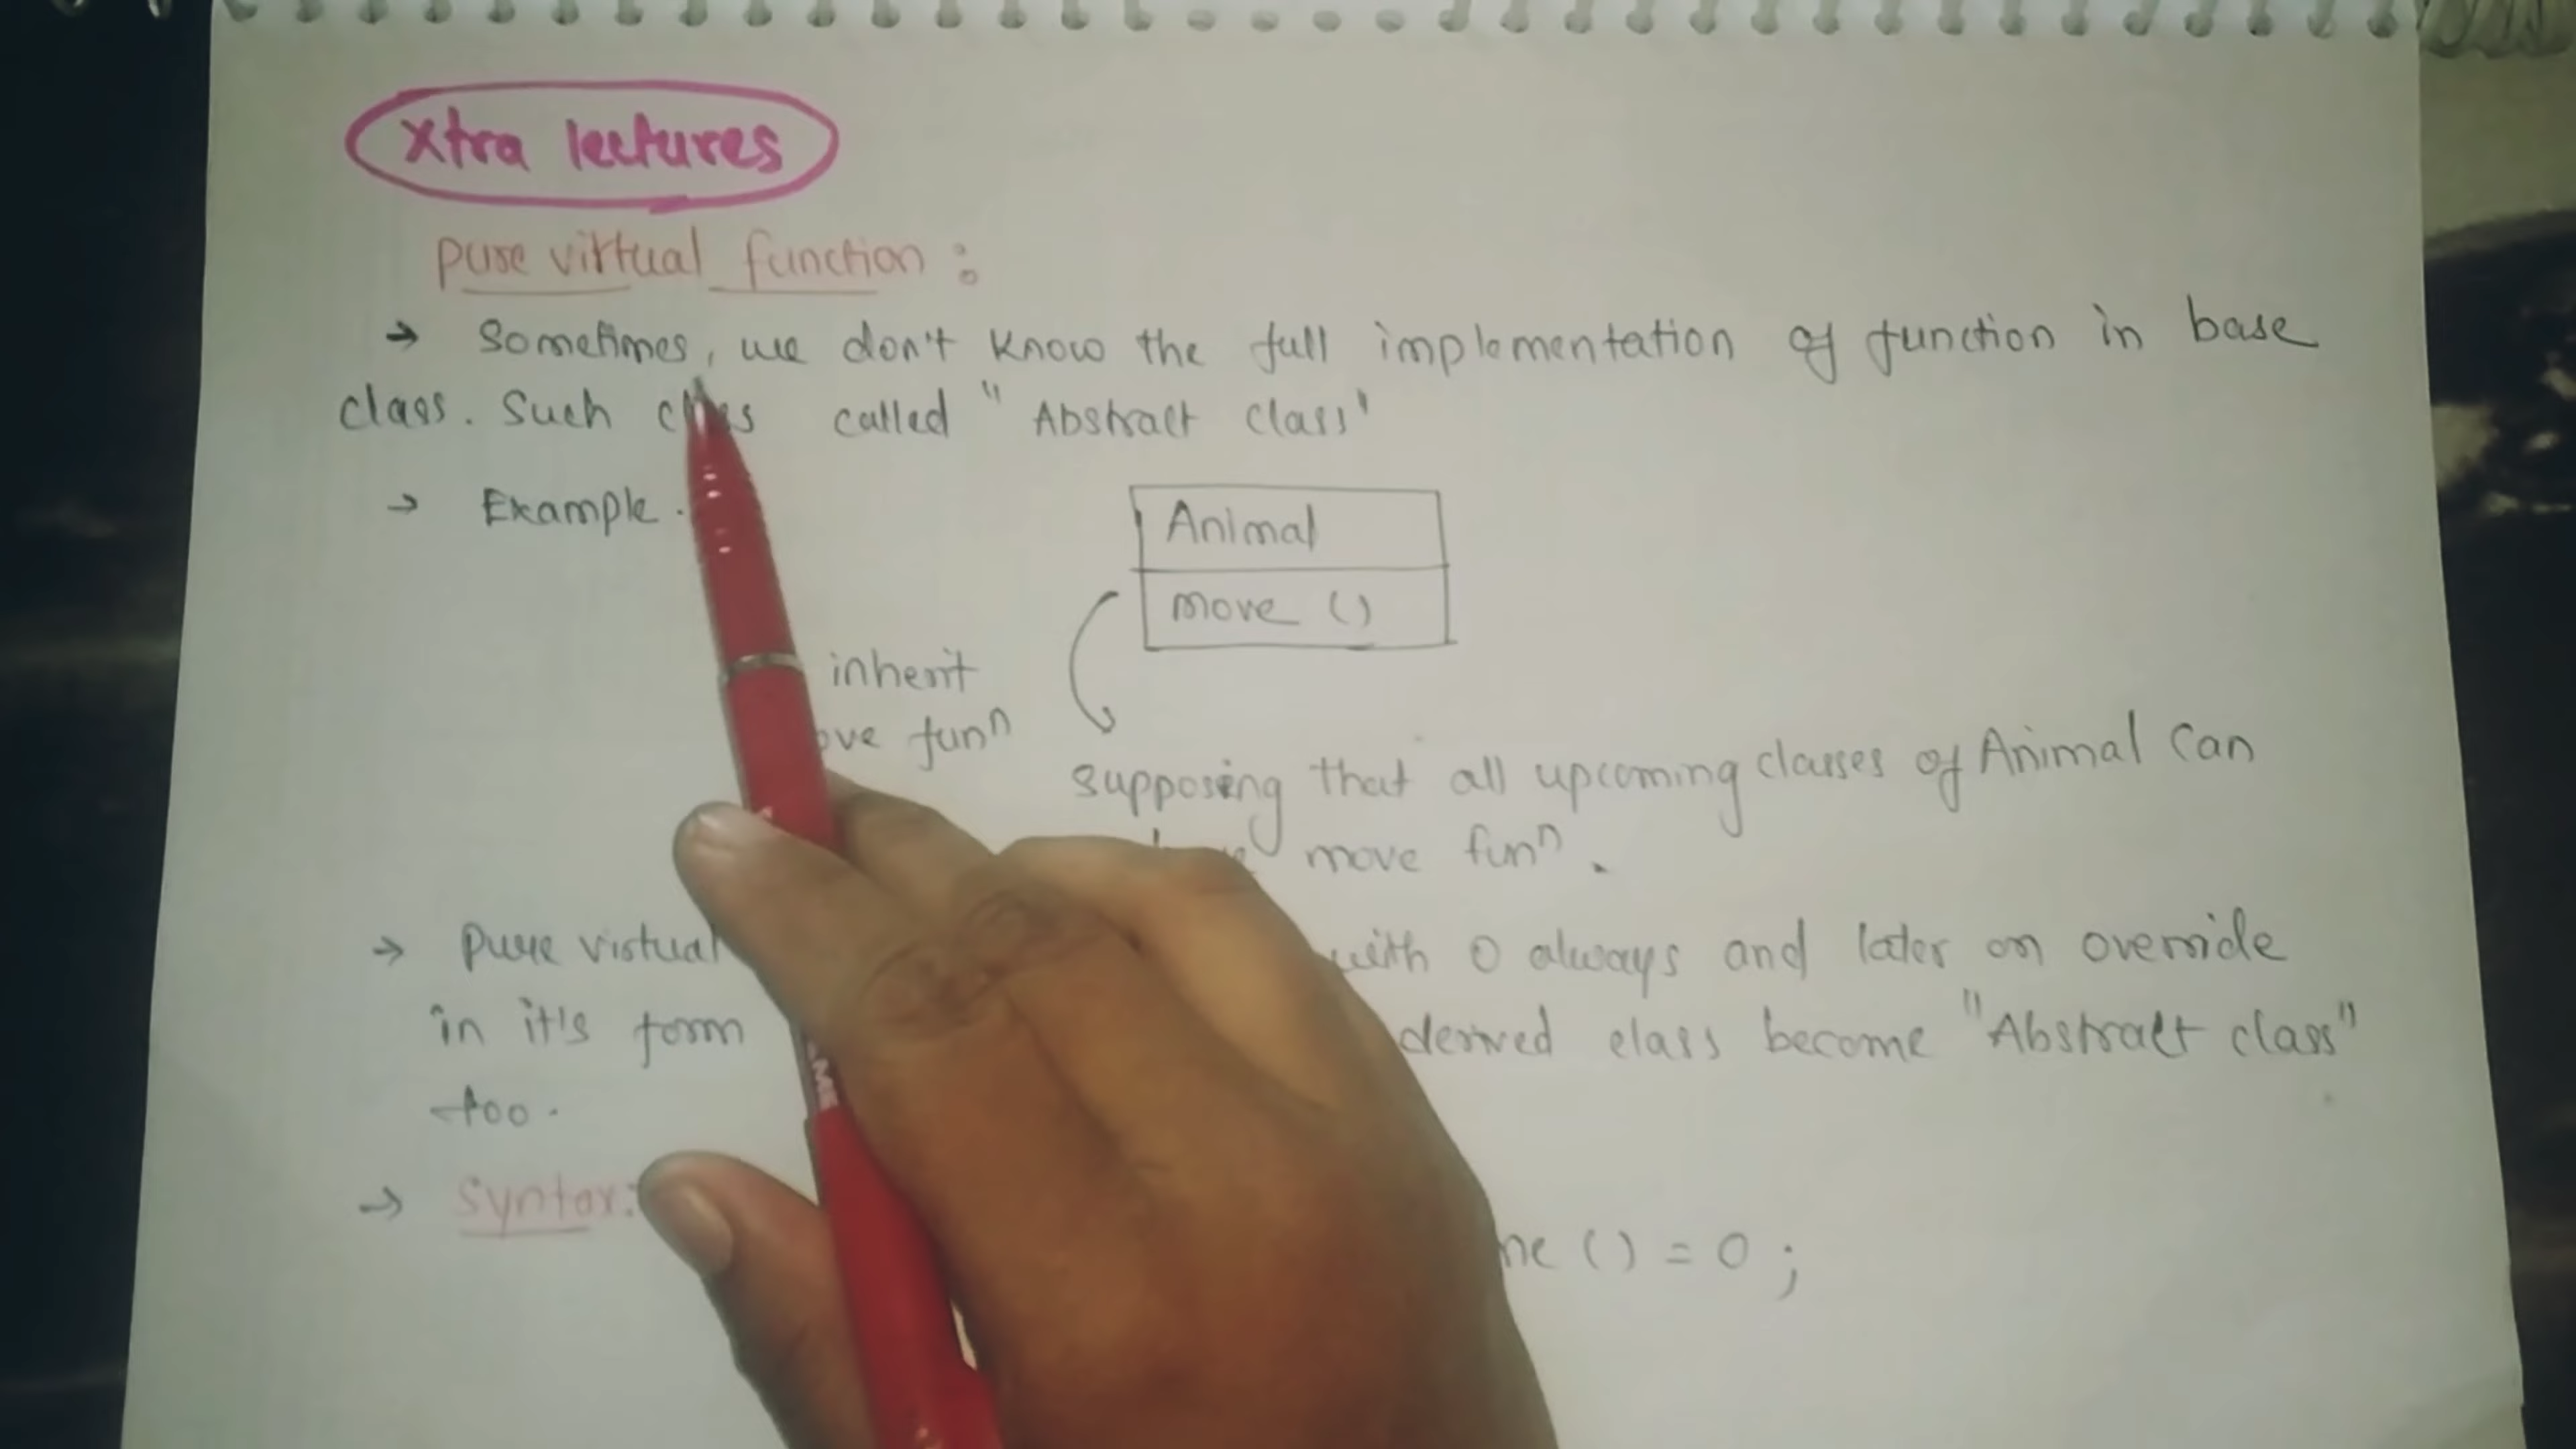 Xtra lectures
Pure virtual function :
→ Sometimes, we don't know the full implementation of function in base
class. Such class called " Abstract class'
→ Example.
Animal
move ()
inherit
funⁿ
supposing that all upcoming classes of Animal can
move funⁿ.
→ Pure virtual with 0 always and later on override
in it's form derived class become "Abstract class"
too.
→ Syntax:
() = 0 ;